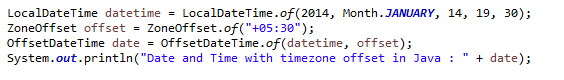 LocalDateTime datetime = LocalDateTime.of(2014, Month.JANUARY, 14, 19, 30);
ZoneOffset offset = ZoneOffset.of("+05:30");
OffsetDateTime date = OffsetDateTime.of(datetime, offset);
System.out.println("Date and Time with timezone offset in Java : " + date);